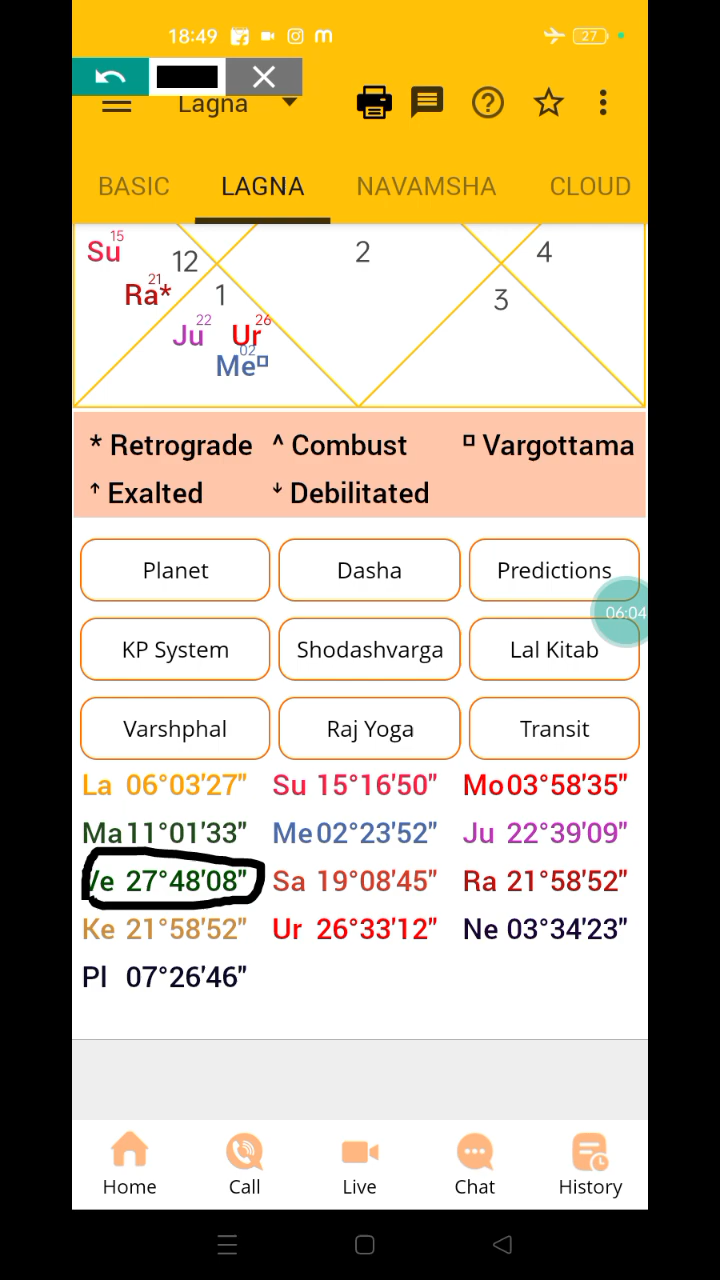 18:49 27
Lagna
BASIC LAGNA NAVAMSHA CLOUD
Su 15 12 2 4
Ra* 21 1 3
Ju 22 Ur 26
Me 02
* Retrograde ^ Combust ▫ Vargottama
↑ Exalted ↓ Debilitated
Planet Dasha Predictions
06:04
KP System Shodashvarga Lal Kitab
Varshphal Raj Yoga Transit
La 06°03'27" Su 15°16'50" Mo 03°58'35"
Ma 11°01'33" Me 02°23'52" Ju 22°39'09"
Ve 27°48'08" Sa 19°08'45" Ra 21°58'52"
Ke 21°58'52" Ur 26°33'12" Ne 03°34'23"
Pl 07°26'46"
Home Call Live Chat History